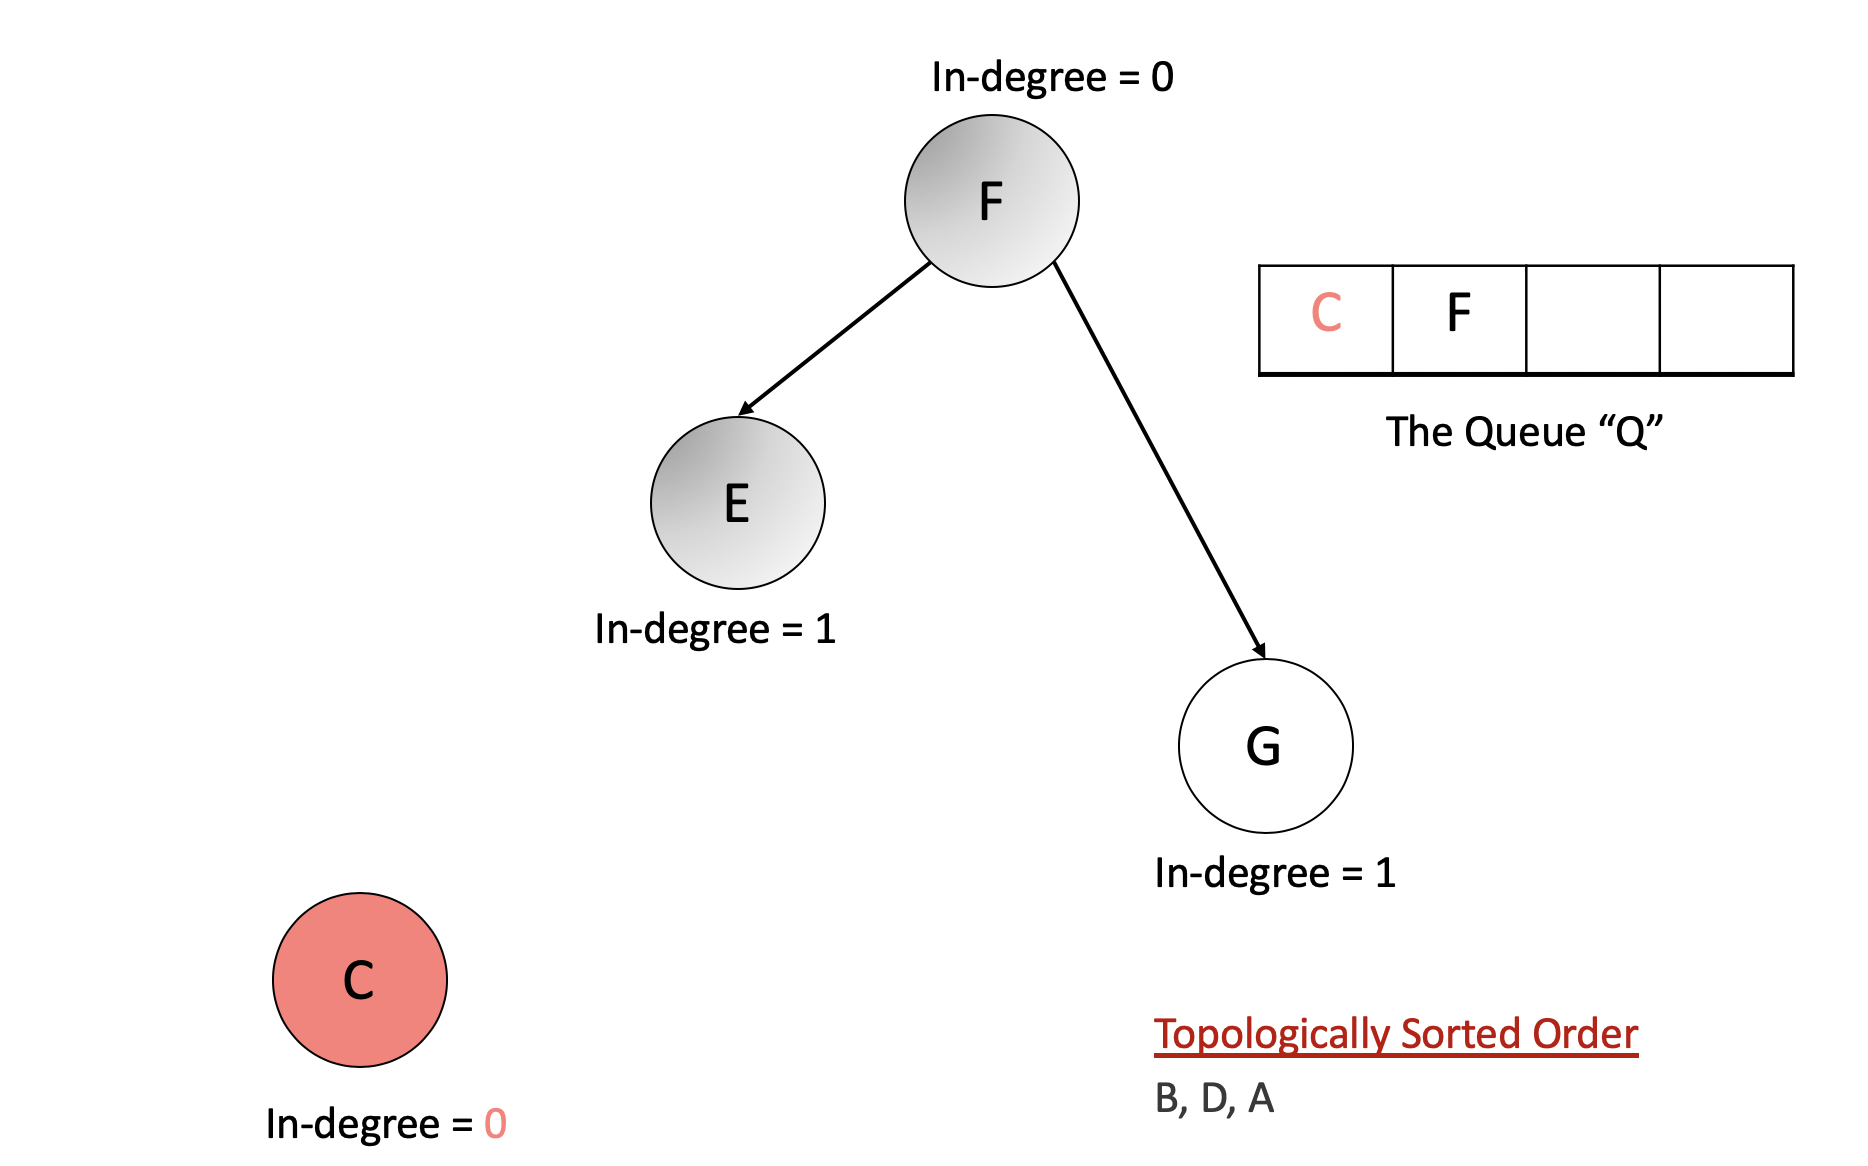 In-degree = 0
F
C F
The Queue “Q”
E
In-degree = 1
G
In-degree = 1
C
In-degree = 0
Topologically Sorted Order
B, D, A